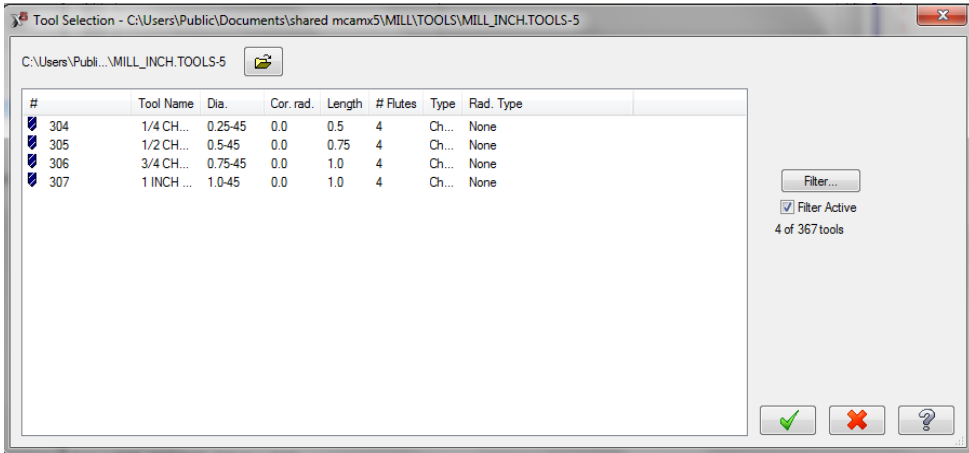 Tool Selection - C:\Users\Public\Documents\shared mcamx5\MILL\TOOLS\MILL_INCH.TOOLS-5
C:\Users\Publi...\MILL_INCH.TOOLS-5
# Tool Name Dia. Cor. rad. Length # Flutes Type Rad. Type
304 1/4 CH... 0.25-45 0.0 0.5 4 Ch... None
305 1/2 CH... 0.5-45 0.0 0.75 4 Ch... None
306 3/4 CH... 0.75-45 0.0 1.0 4 Ch... None
307 1 INCH ... 1.0-45 0.0 1.0 4 Ch... None
Filter...
Filter Active
4 of 367 tools